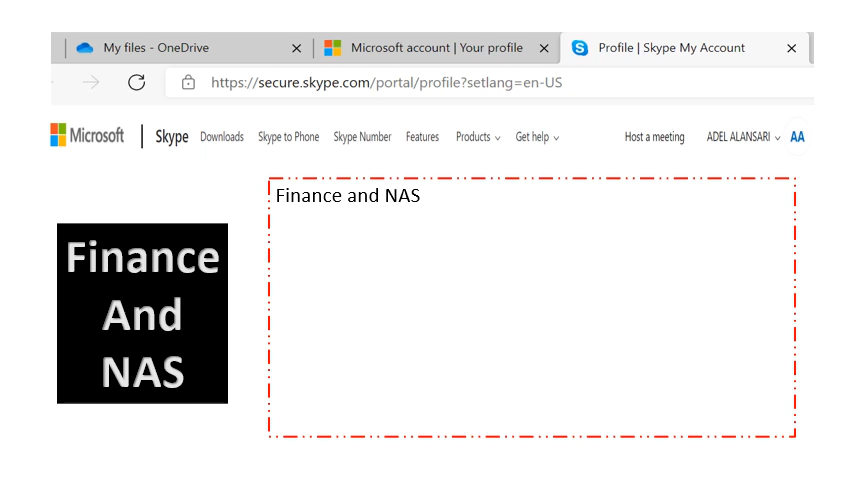 My files - OneDrive
Microsoft account | Your profile
Profile | Skype My Account
https://secure.skype.com/portal/profile?setlang=en-US
Microsoft | Skype Downloads Skype to Phone Skype Number Features Products Get help Host a meeting ADEL ALANSARI AA
Finance and NAS
Finance
And
NAS